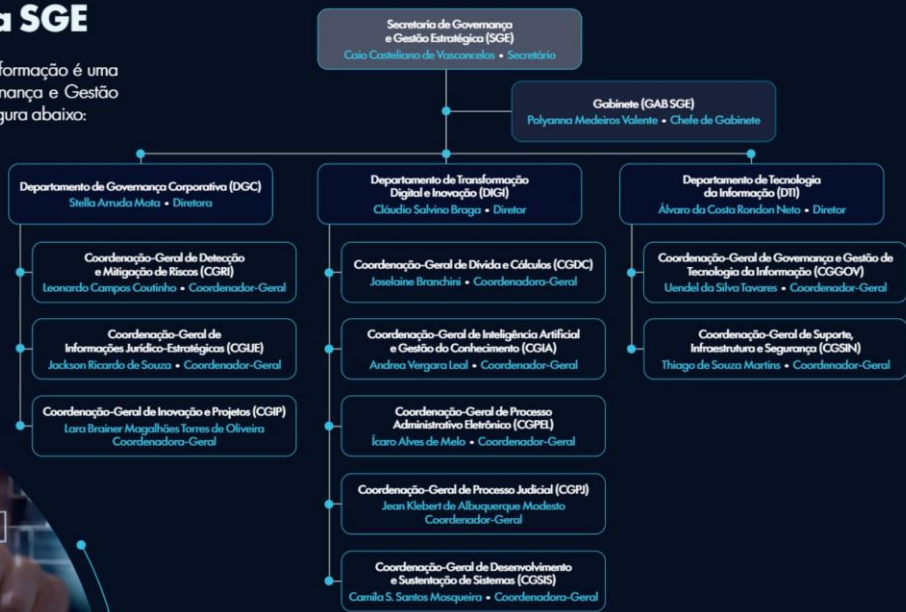 a SGE
formação é uma
nança e Gestão
gura abaixo:
Secretaria de Governança
e Gestão Estratégica (SGE)
Caio Casteliano de Vasconcelos • Secretário
Gabinete (GAB SGE)
Polyanna Medeiros Valente • Chefe de Gabinete
Departamento de Governança Corporativa (DGC)
Stella Arruda Mota • Diretora
Coordenação-Geral de Detecção
e Mitigação de Riscos (CGRI)
Leonardo Campos Coutinho • Coordenador-Geral
Coordenação-Geral de
Informações Jurídico-Estratégicas (CGIJE)
Jackson Ricardo de Souza • Coordenador-Geral
Coordenação-Geral de Inovação e Projetos (CGIP)
Lara Brainer Magalhães Torres de Oliveira
Coordenadora-Geral
Departamento de Transformação
Digital e Inovação (DIGI)
Cláudio Salvino Braga • Diretor
Coordenação-Geral de Dívida e Cálculos (CGDC)
Joselaine Branchini • Coordenadora-Geral
Coordenação-Geral de Inteligência Artificial
e Gestão do Conhecimento (CGIA)
Andrea Vergara Leal • Coordenador-Geral
Coordenação-Geral de Processo
Administrativo Eletrônico (CGPEL)
Ícaro Alves de Melo • Coordenador-Geral
Coordenação-Geral de Processo Judicial (CGPJ)
Jean Klebert de Albuquerque Modesto
Coordenador-Geral
Coordenação-Geral de Desenvolvimento
e Sustentação de Sistemas (CGSIS)
Camila S. Santos Mosqueira • Coordenadora-Geral
Departamento de Tecnologia
da Informação (DTI)
Álvaro da Costa Rondon Neto • Diretor
Coordenação-Geral de Governança e Gestão de
Tecnologia da Informação (CGGOV)
Uendel da Silva Tavares • Coordenador-Geral
Coordenação-Geral de Suporte,
Infraestrutura e Segurança (CGSIN)
Thiago de Souza Martins • Coordenador-Geral